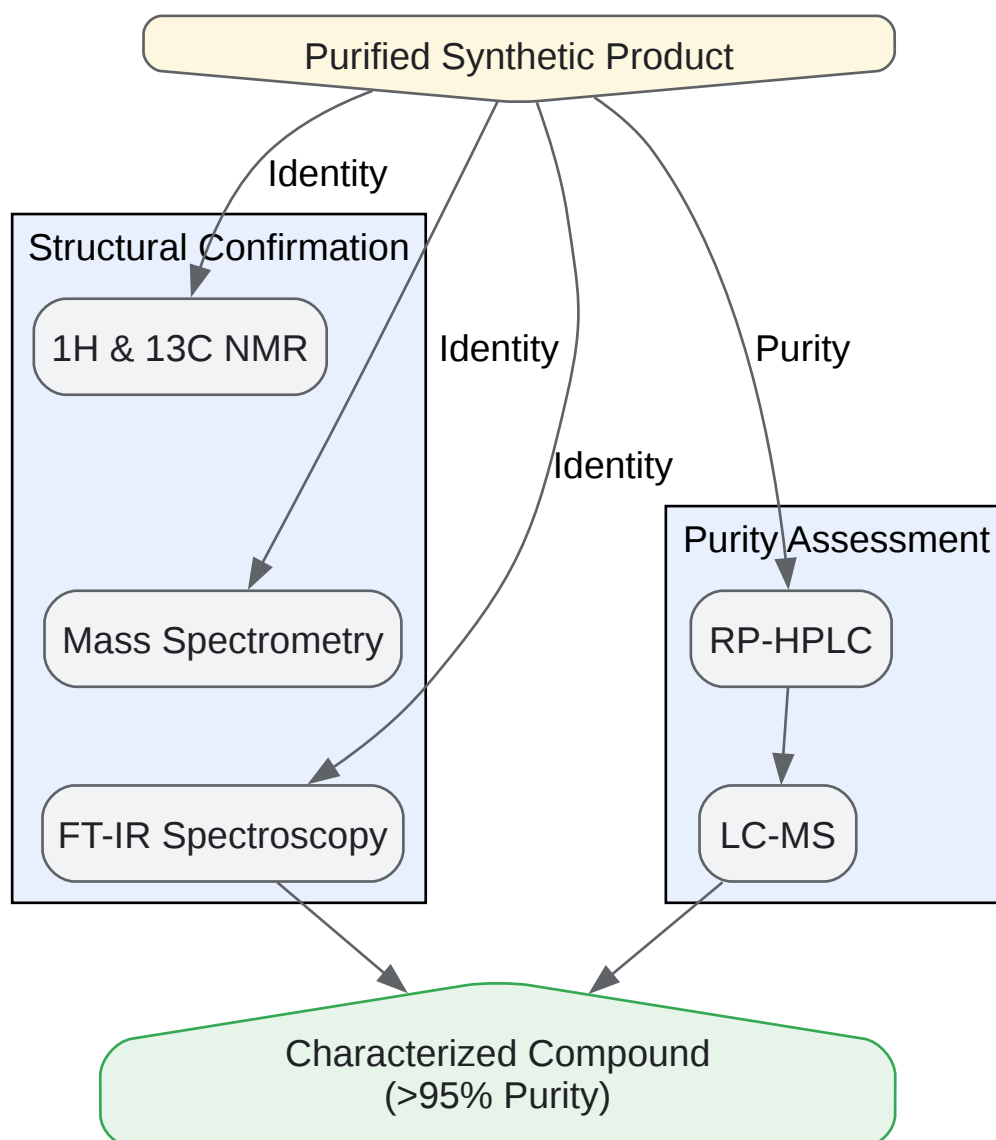 Purified Synthetic Product
Identity
Structural Confirmation
1H & 13C NMR
Identity
Purity
Identity
Purity Assessment
Mass Spectrometry
RP-HPLC
FT-IR Spectroscopy
LC-MS
Characterized Compound
(>95% Purity)